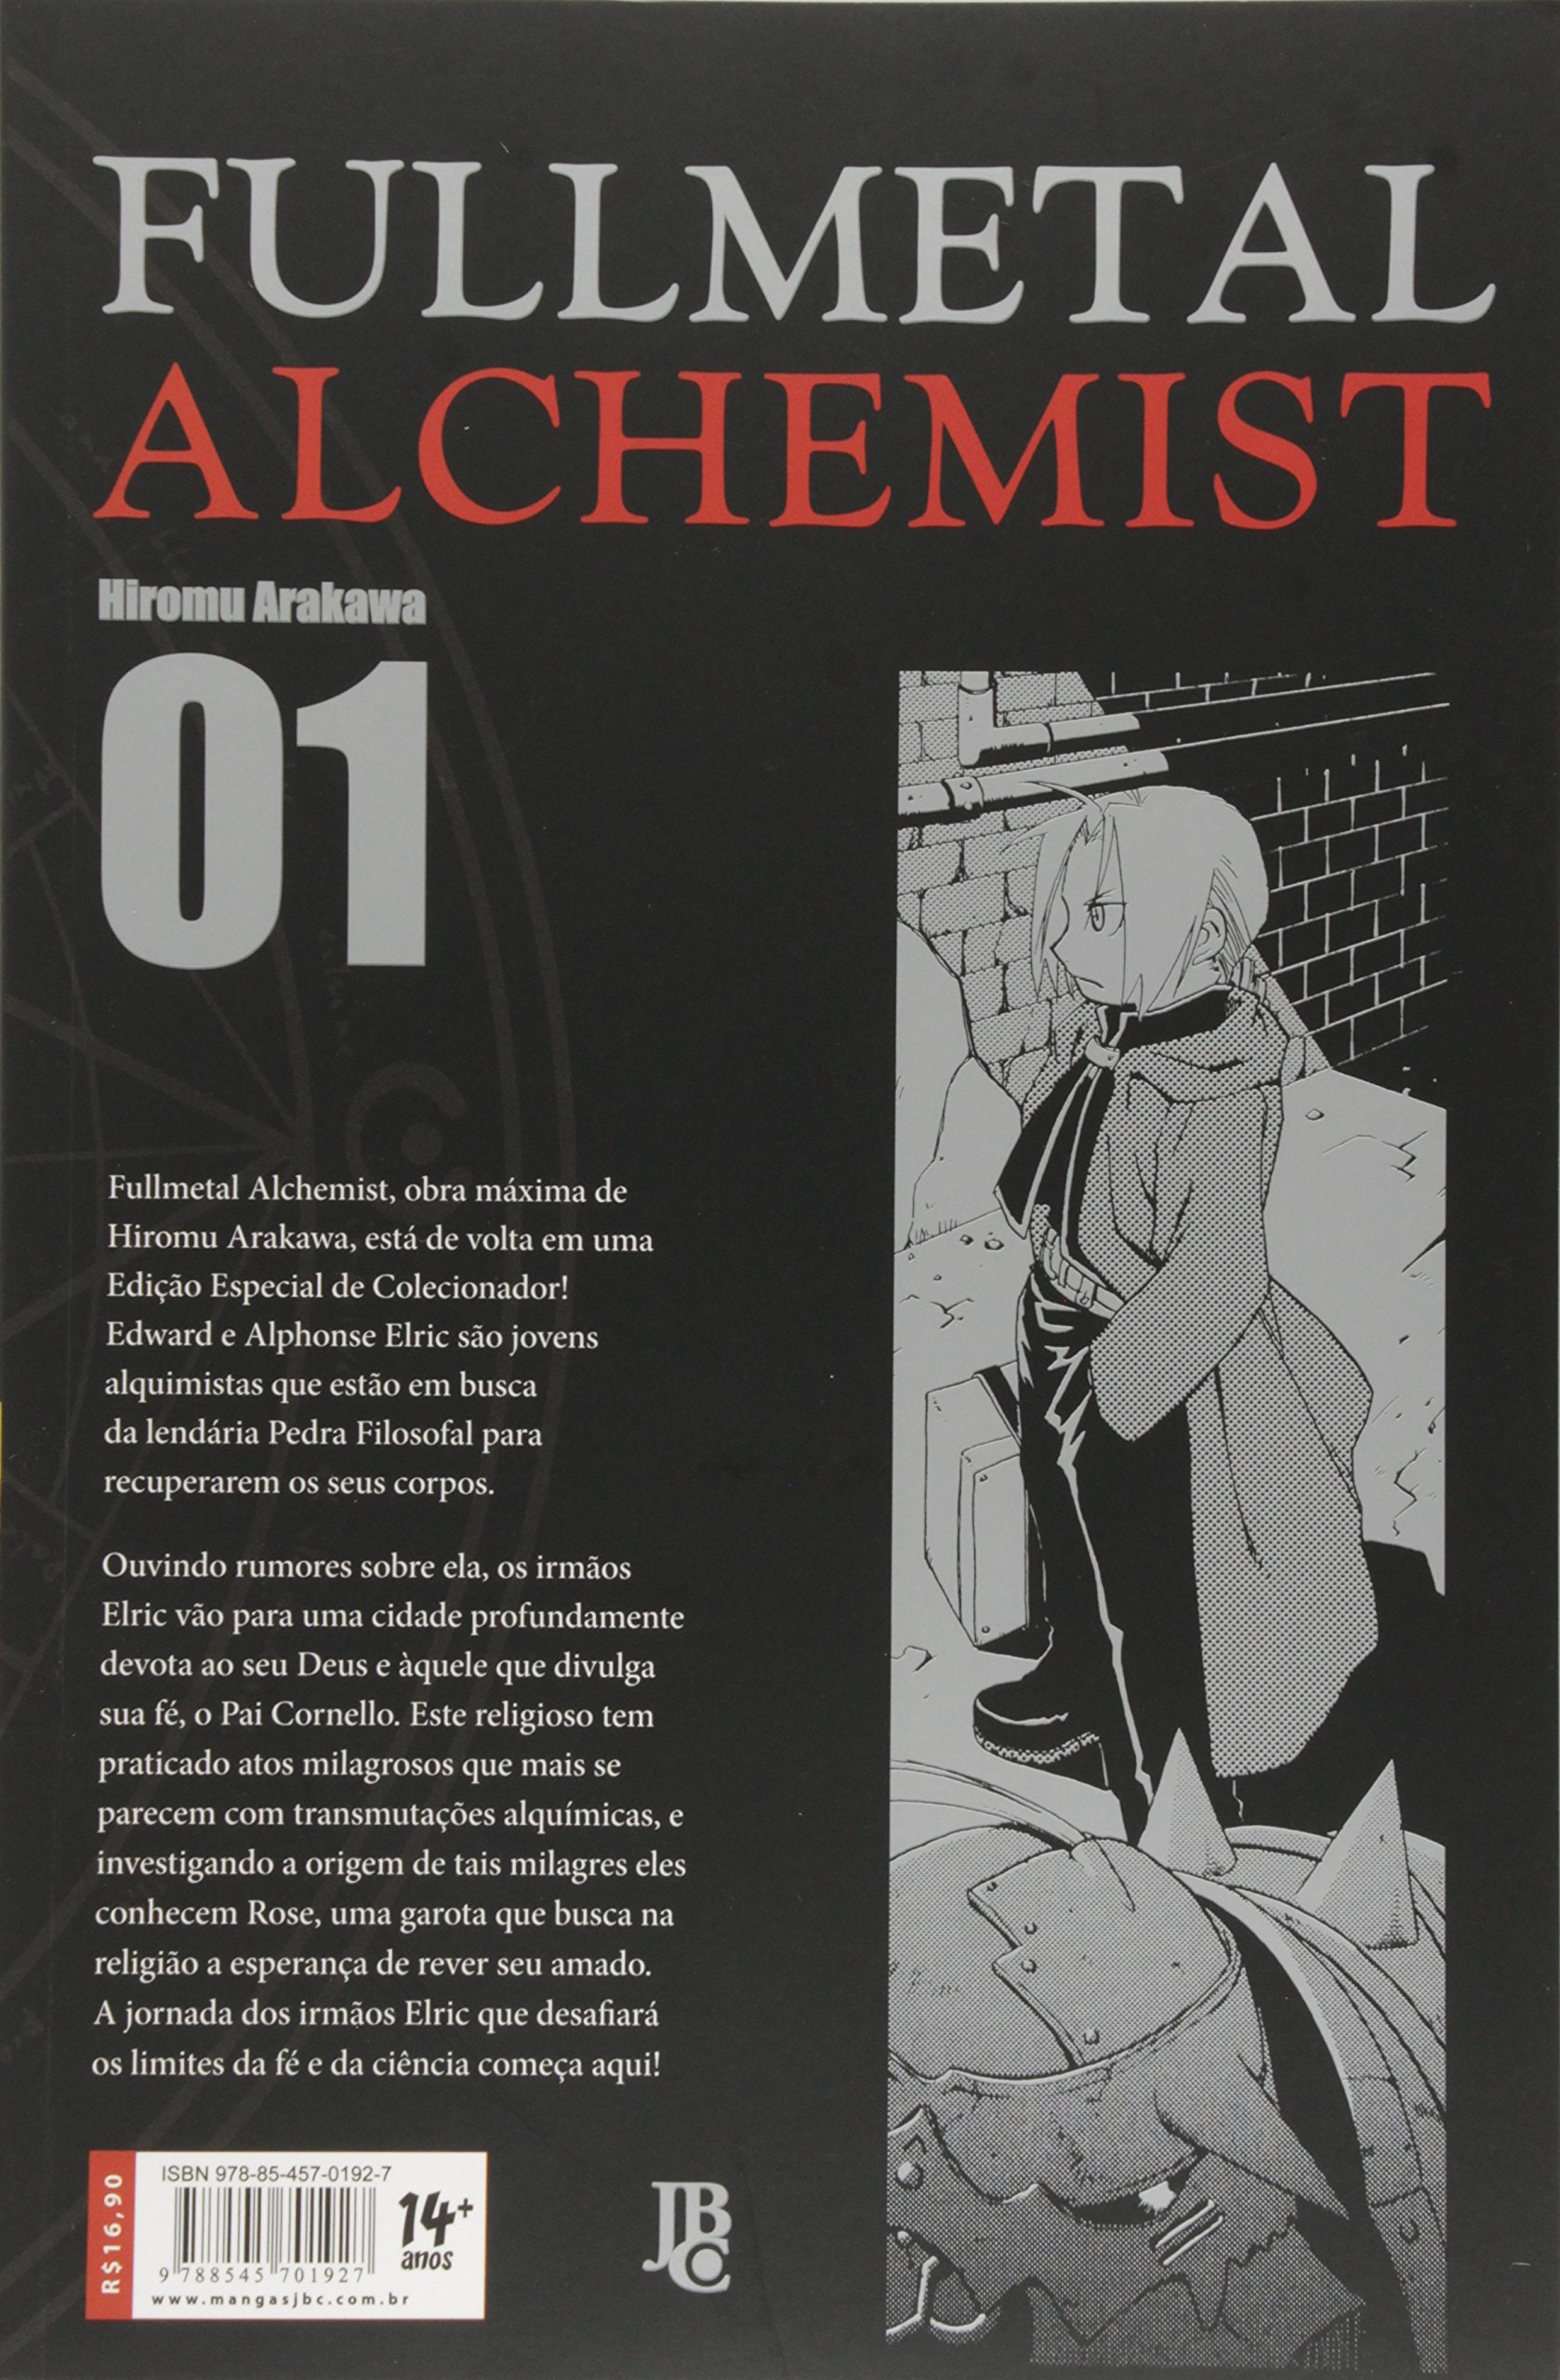 FULLMETAL
ALCHEMIST
Hiromu Arakawa
01
Fullmetal Alchemist, obra máxima de
Hiromu Arakawa, está de volta em uma
Edição Especial de Colecionador!
Edward e Alphonse Elric são jovens
alquimistas que estão em busca
da lendária Pedra Filosofal para
recuperarem os seus corpos.
Ouvindo rumores sobre ela, os irmãos
Elric vão para uma cidade profundamente
devota ao seu Deus e àquele que divulga
sua fé, o Pai Cornello. Este religioso tem
praticado atos milagrosos que mais se
parecem com transmutações alquímicas, e
investigando a origem de tais milagres eles
conhecem Rose, uma garota que busca na
religião a esperança de rever seu amado.
A jornada dos irmãos Elric que desafiará
os limites da fé e da ciência começa aqui!
R$16,90
ISBN 978-85-457-0192-7
14+
anos
9 788545 701927
www.mangasjbc.com.br
JBC